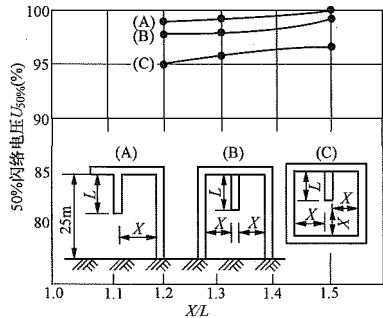 100
95
90
85
80
50%闪络电压U50%(%)
(A)
(B)
(C)
(A)
(B)
(C)
L
X
25m
L
X
X
L
X
X
X
1.0
1.1
1.2
1.3
1.4
1.5
X/L